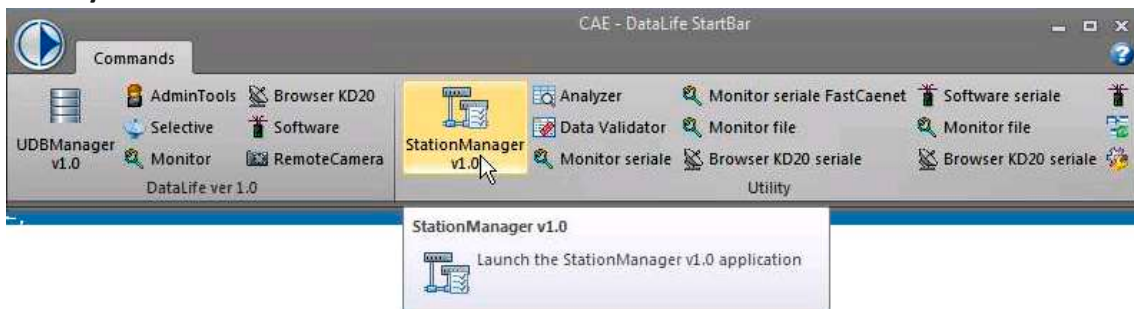 CAE - DataLife StartBar
Commands
AdminTools Browser KD20 Analyzer Monitor seriale FastCaenet Software seriale
UDBManager v1.0 Selective Software StationManager v1.0 Data Validator Monitor file Monitor file
Monitor RemoteCamera Monitor seriale Browser KD20 seriale Browser KD20 seriale
DataLife ver 1.0 Utility
StationManager v1.0
Launch the StationManager v1.0 application